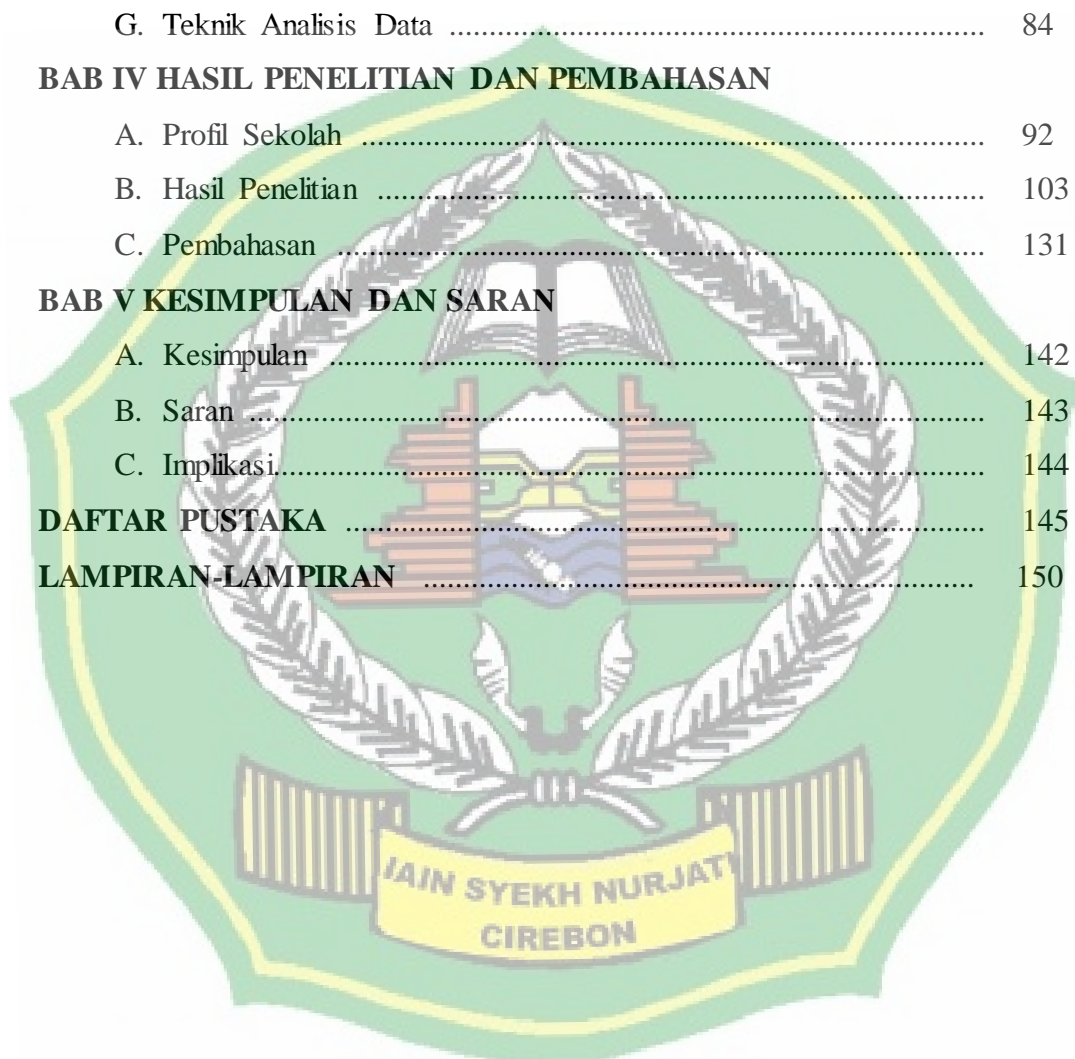 G. Teknik Analisis Data ........................................................................ 84
BAB IV HASIL PENELITIAN DAN PEMBAHASAN
A. Profil Sekolah .................................................................................... 92
B. Hasil Penelitian ................................................................................. 103
C. Pembahasan ....................................................................................... 131
BAB V KESIMPULAN DAN SARAN
A. Kesimpulan ........................................................................................ 142
B. Saran ................................................................................................... 143
C. Implikasi............................................................................................... 144
DAFTAR PUSTAKA ...................................................................................... 145
LAMPIRAN-LAMPIRAN .......................................................................... 150
IAIN SYEKH NURJATI
CIREBON